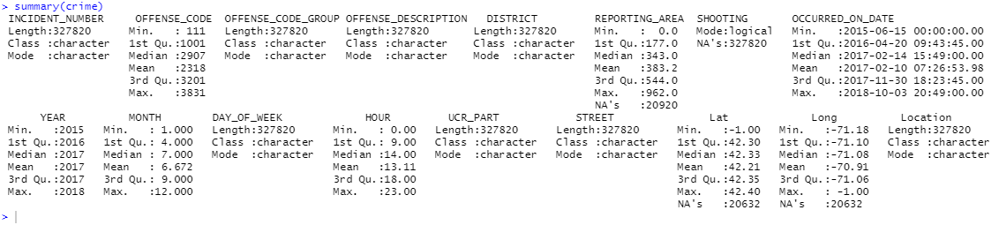 > summary(crime)
INCIDENT_NUMBER OFFENSE_CODE OFFENSE_CODE_GROUP OFFENSE_DESCRIPTION DISTRICT REPORTING_AREA SHOOTING OCCURRED_ON_DATE
Length:327820 Min. : 111 Length:327820 Length:327820 Length:327820 Min. : 0.0 Mode:logical Min. :2015-06-15 00:00:00.00
Class :character 1st Qu.:1001 Class :character Class :character Class :character 1st Qu.:177.0 NA's:327820 1st Qu.:2016-04-20 09:43:45.00
Mode :character Median :2907 Mode :character Mode :character Mode :character Median :343.0 Median :2017-02-14 15:49:00.00
Mean :2318 Mean :383.2 Mean :2017-02-10 07:26:53.98
3rd Qu.:3201 3rd Qu.:544.0 3rd Qu.:2017-11-30 18:23:45.00
Max. :3831 Max. :962.0 Max. :2018-10-03 20:49:00.00
NA's :20920
YEAR MONTH DAY_OF_WEEK HOUR UCR_PART STREET Lat Long Location
Min. :2015 Min. : 1.000 Length:327820 Min. : 0.00 Length:327820 Length:327820 Min. :-1.00 Min. :-71.18 Length:327820
1st Qu.:2016 1st Qu.: 4.000 Class :character 1st Qu.: 9.00 Class :character Class :character 1st Qu.:42.30 1st Qu.:-71.10 Class :character
Median :2017 Median : 7.000 Mode :character Median :14.00 Mode :character Mode :character Median :42.33 Median :-71.08 Mode :character
Mean :2017 Mean : 6.672 Mean :13.11 Mean :42.21 Mean :-70.91
3rd Qu.:2017 3rd Qu.: 9.000 3rd Qu.:18.00 3rd Qu.:42.35 3rd Qu.:-71.06
Max. :2018 Max. :12.000 Max. :23.00 Max. :42.40 Max. : -1.00
NA's :20632 NA's :20632
>